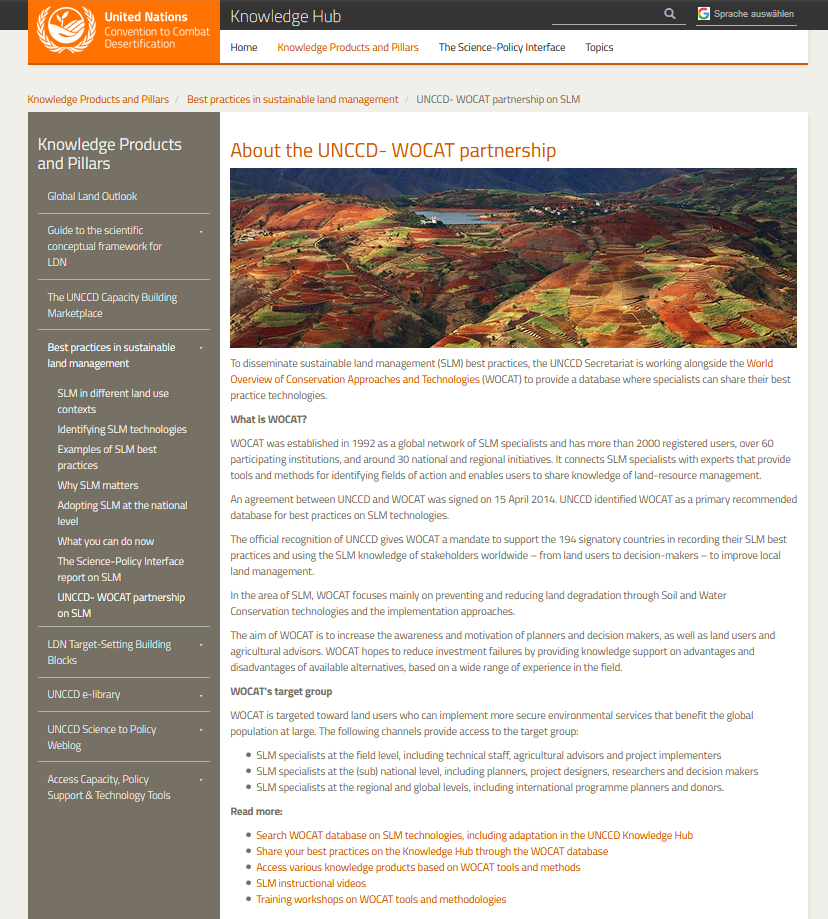 United Nations
Convention to Combat
Desertification
Knowledge Hub
Sprache auswählen
Home
Knowledge Products and Pillars
The Science-Policy Interface
Topics
Knowledge Products and Pillars / Best practices in sustainable land management / UNCCD- WOCAT partnership on SLM
Knowledge Products
and Pillars
Global Land Outlook
Guide to the scientific
conceptual framework for
LDN
The UNCCD Capacity Building
Marketplace
Best practices in sustainable
land management
SLM in different land use
contexts
Identifying SLM technologies
Examples of SLM best
practices
Why SLM matters
Adopting SLM at the national
level
What you can do now
The Science-Policy Interface
report on SLM
UNCCD- WOCAT partnership
on SLM
LDN Target-Setting Building
Blocks
UNCCD e-library
UNCCD Science to Policy
Weblog
Access Capacity, Policy
Support & Technology Tools
About the UNCCD- WOCAT partnership
To disseminate sustainable land management (SLM) best practices, the UNCCD Secretariat is working alongside the World
Overview of Conservation Approaches and Technologies (WOCAT) to provide a database where specialists can share their best
practice technologies.
What is WOCAT?
WOCAT was established in 1992 as a global network of SLM specialists and has more than 2000 registered users, over 60
participating institutions, and around 30 national and regional initiatives. It connects SLM specialists with experts that provide
tools and methods for identifying fields of action and enables users to share knowledge of land-resource management.
An agreement between UNCCD and WOCAT was signed on 15 April 2014. UNCCD identified WOCAT as a primary recommended
database for best practices on SLM technologies.
The official recognition of UNCCD gives WOCAT a mandate to support the 194 signatory countries in recording their SLM best
practices and using the SLM knowledge of stakeholders worldwide – from land users to decision-makers – to improve local
land management.
In the area of SLM, WOCAT focuses mainly on preventing and reducing land degradation through Soil and Water
Conservation technologies and the implementation approaches.
The aim of WOCAT is to increase the awareness and motivation of planners and decision makers, as well as land users and
agricultural advisors. WOCAT hopes to reduce investment failures by providing knowledge support on advantages and
disadvantages of available alternatives, based on a wide range of experience in the field.
WOCAT's target group
WOCAT is targeted toward land users who can implement more secure environmental services that benefit the global
population at large. The following channels provide access to the target group:
• SLM specialists at the field level, including technical staff, agricultural advisors and project implementers
• SLM specialists at the (sub) national level, including planners, project designers, researchers and decision makers
• SLM specialists at the regional and global levels, including international programme planners and donors.
Read more:
• Search WOCAT database on SLM technologies, including adaptation in the UNCCD Knowledge Hub
• Share your best practices on the Knowledge Hub through the WOCAT database
• Access various knowledge products based on WOCAT tools and methods
• SLM instructional videos
• Training workshops on WOCAT tools and methodologies